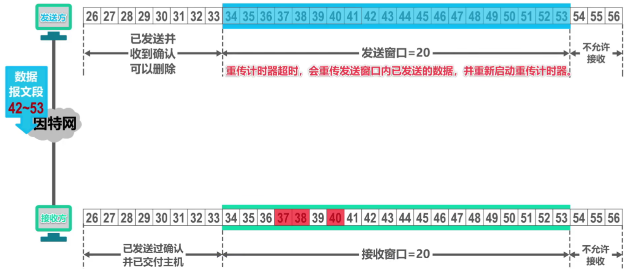 发送方
26 27 28 29 30 31 32 33 34 35 36 37 38 39 40 41 42 43 44 45 46 47 48 49 50 51 52 53 54 55 56
已发送并
收到确认
可以删除
发送窗口=20
不允许
接收
重传计时器超时，会重传发送窗口内已发送的数据，并重新启动重传计时器。
数据
报文段
42~53
因特网
接收方
26 27 28 29 30 31 32 33 34 35 36 37 38 39 40 41 42 43 44 45 46 47 48 49 50 51 52 53 54 55 56
已发送过确认
并已交付主机
接收窗口=20
不允许
接收